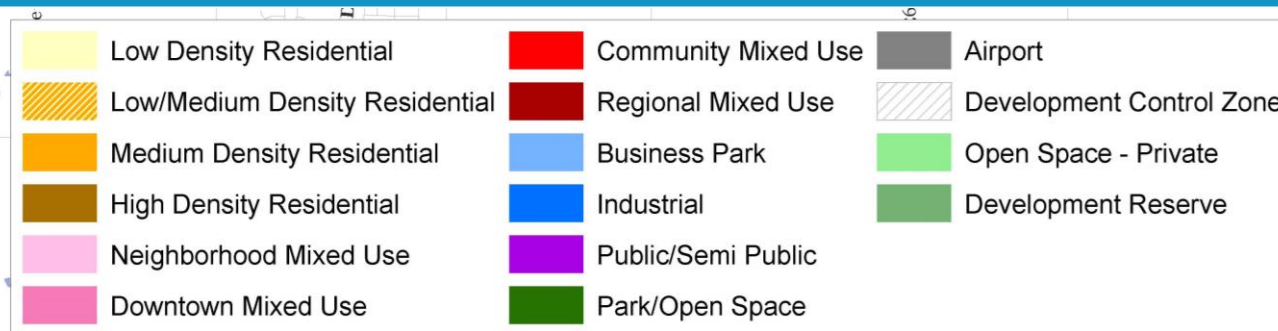 Low Density Residential
Low/Medium Density Residential
Medium Density Residential
High Density Residential
Neighborhood Mixed Use
Downtown Mixed Use
Community Mixed Use
Regional Mixed Use
Business Park
Industrial
Public/Semi Public
Park/Open Space
Airport
Development Control Zone
Open Space - Private
Development Reserve